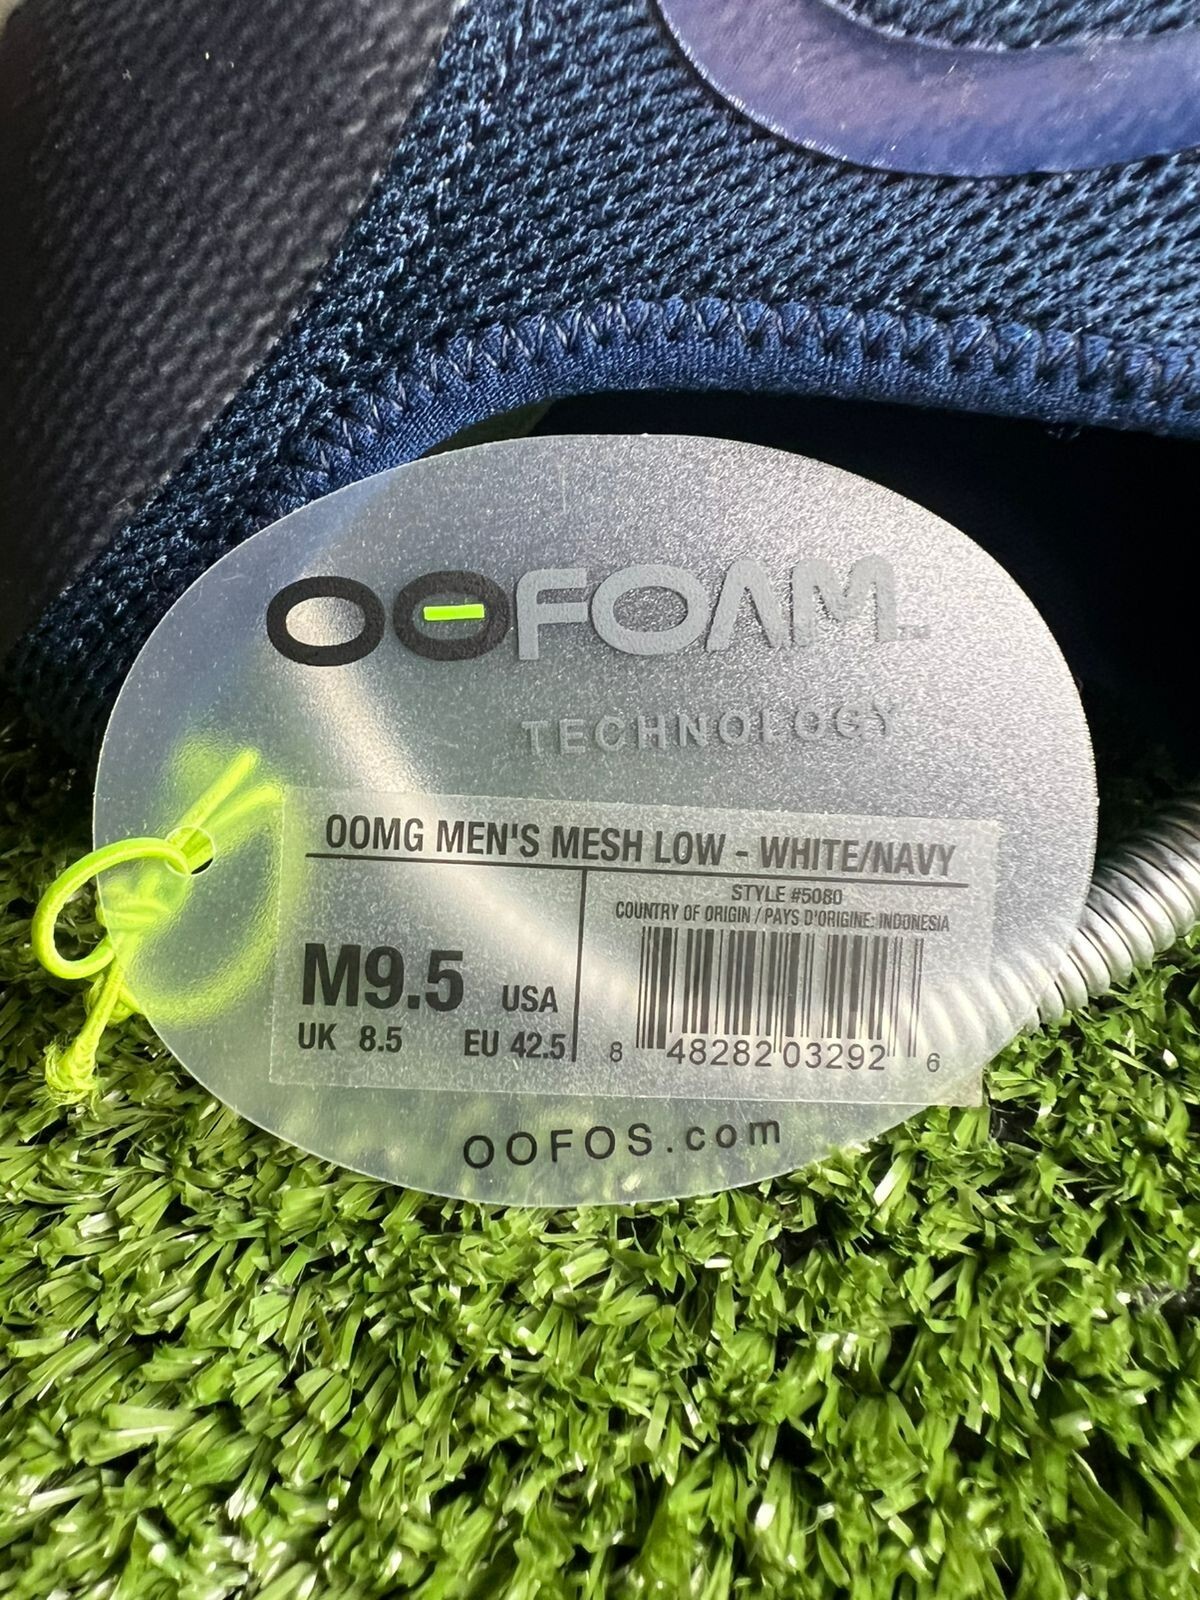 OOFOAM™
TECHNOLOGY
OOMG MEN'S MESH LOW - WHITE/NAVY
STYLE #5080
COUNTRY OF ORIGIN / PAYS D'ORIGINE: INDONESIA
M9.5 USA
UK 8.5 EU 42.5
8 48282 03292 6
OOFOS.com